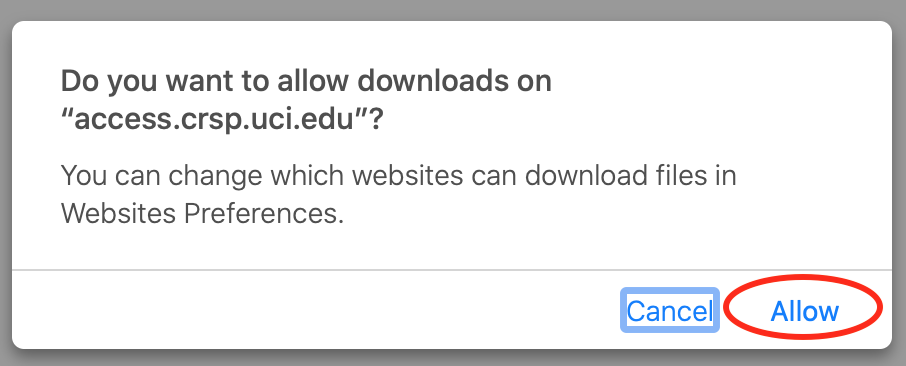 Do you want to allow downloads on
“access.crsp.uci.edu”?
You can change which websites can download files in
Websites Preferences.
Cancel Allow